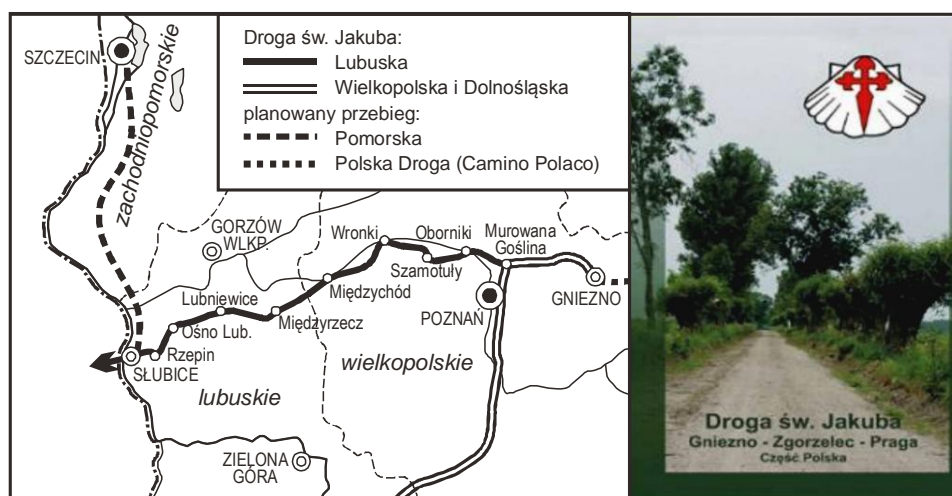 Droga św. Jakuba:
Lubuska
Wielkopolska i Dolnośląska
planowany przebieg:
Pomorska
Polska Droga (Camino Polaco)
SZCZECIN
zachodniopomorskie
GORZÓW
WLKP.
Wronki
Oborniki
Murowana
Goślina
Szamotuły
GNIEZNO
Międzychód
Lubniewice
Międzyrzecz
POZNAŃ
Ośno Lub.
Rzepin
SŁUBICE
wielkopolskie
lubuskie
ZIELONA
GÓRA
Droga św. Jakuba
Gniezno - Zgorzelec - Praga
Część Polska